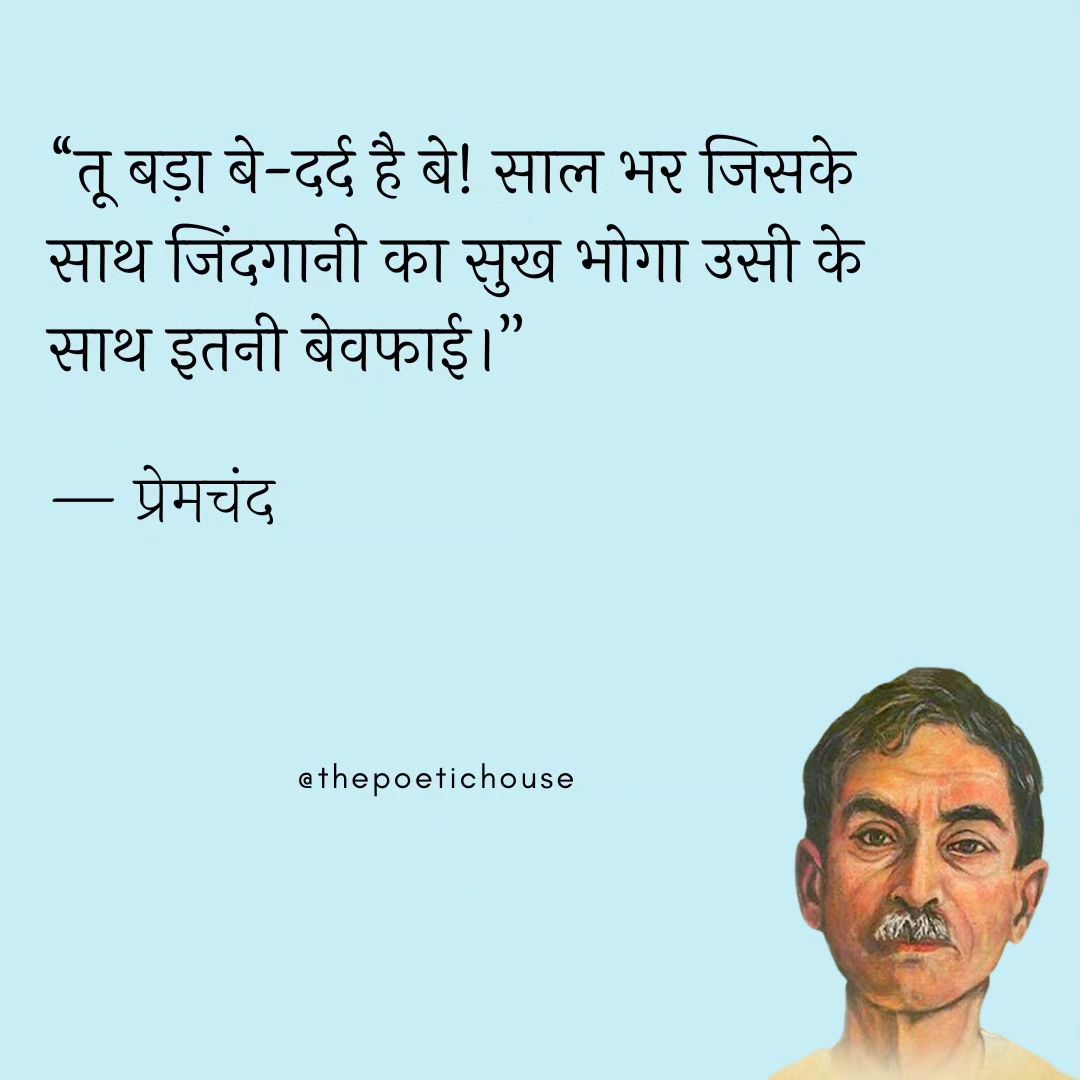 “तू बड़ा बे-दर्द है बे! साल भर जिसके
साथ जिंदगानी का सुख भोगा उसी के
साथ इतनी बेवफाई।”
— प्रेमचंद
@thepoetichouse